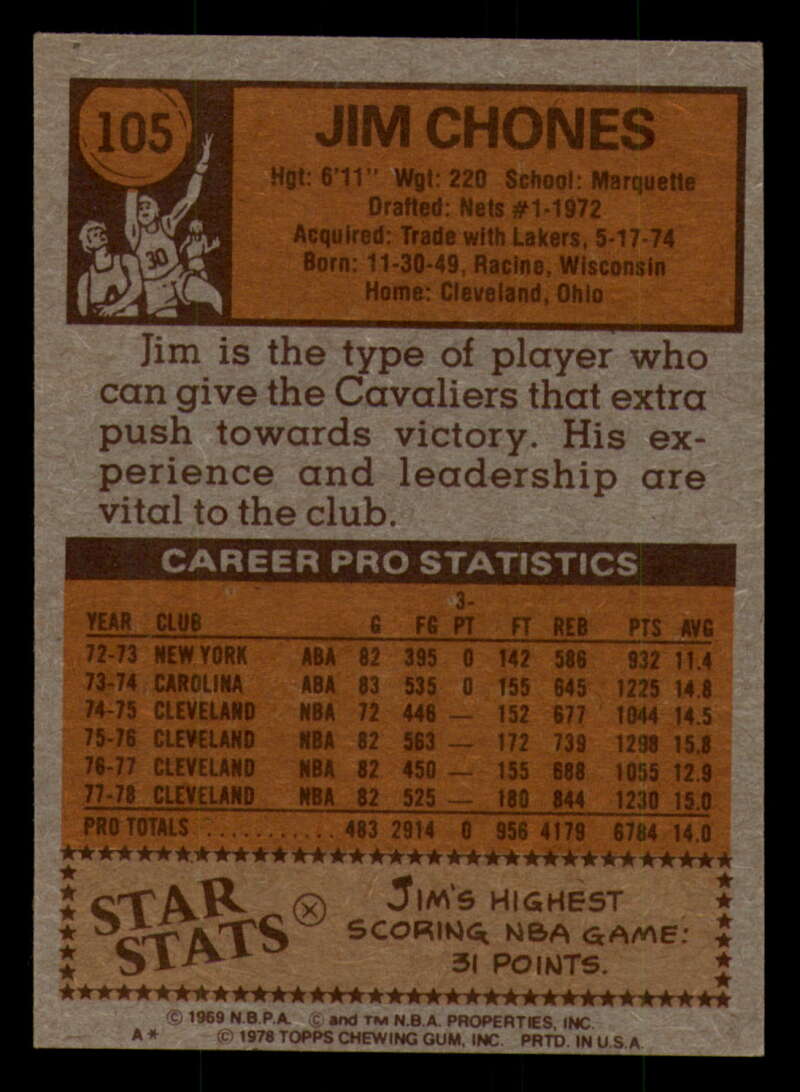 105
JIM CHONES
Hgt: 6'11" Wgt: 220 School: Marquette
Drafted: Nets #1-1972
Acquired: Trade with Lakers, 5-17-74
Born: 11-30-49, Racine, Wisconsin
Home: Cleveland, Ohio
30
Jim is the type of player who
can give the Cavaliers that extra
push towards victory. His ex-
perience and leadership are
vital to the club.
CAREER PRO STATISTICS
YEAR CLUB G FG 3-PT FT REB PTS AVG
72-73 NEW YORK ABA 82 395 0 142 586 932 11.4
73-74 CAROLINA ABA 83 535 0 155 645 1225 14.8
74-75 CLEVELAND NBA 72 446 — 152 677 1044 14.5
75-76 CLEVELAND NBA 82 563 — 172 739 1298 15.8
76-77 CLEVELAND NBA 82 450 — 155 688 1055 12.9
77-78 CLEVELAND NBA 82 525 — 180 844 1230 15.0
PRO TOTALS ........... 483 2914 0 956 4179 6784 14.0
STAR STATS
JIM'S HIGHEST
SCORING NBA GAME:
31 POINTS.
© 1969 N.B.P.A. © and TM N.B.A. PROPERTIES, INC.
A* © 1978 TOPPS CHEWING GUM, INC. PRTD. IN U.S.A.